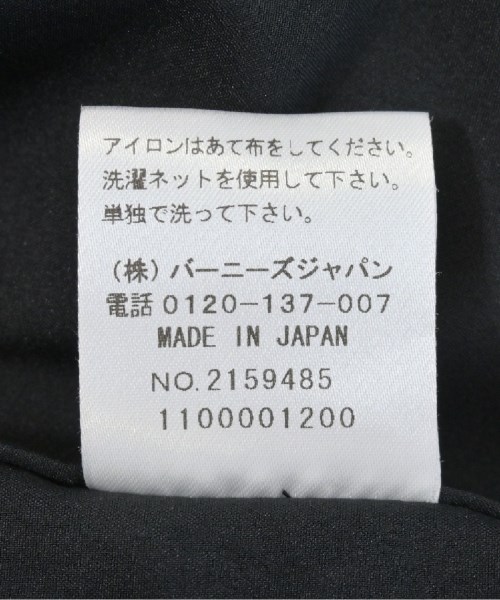 アイロンはあて布をしてください。
洗濯ネットを使用して下さい。
単独で洗って下さい。
(株) バーニーズジャパン
電話 0120-137-007
MADE IN JAPAN
NO.2159485
1100001200